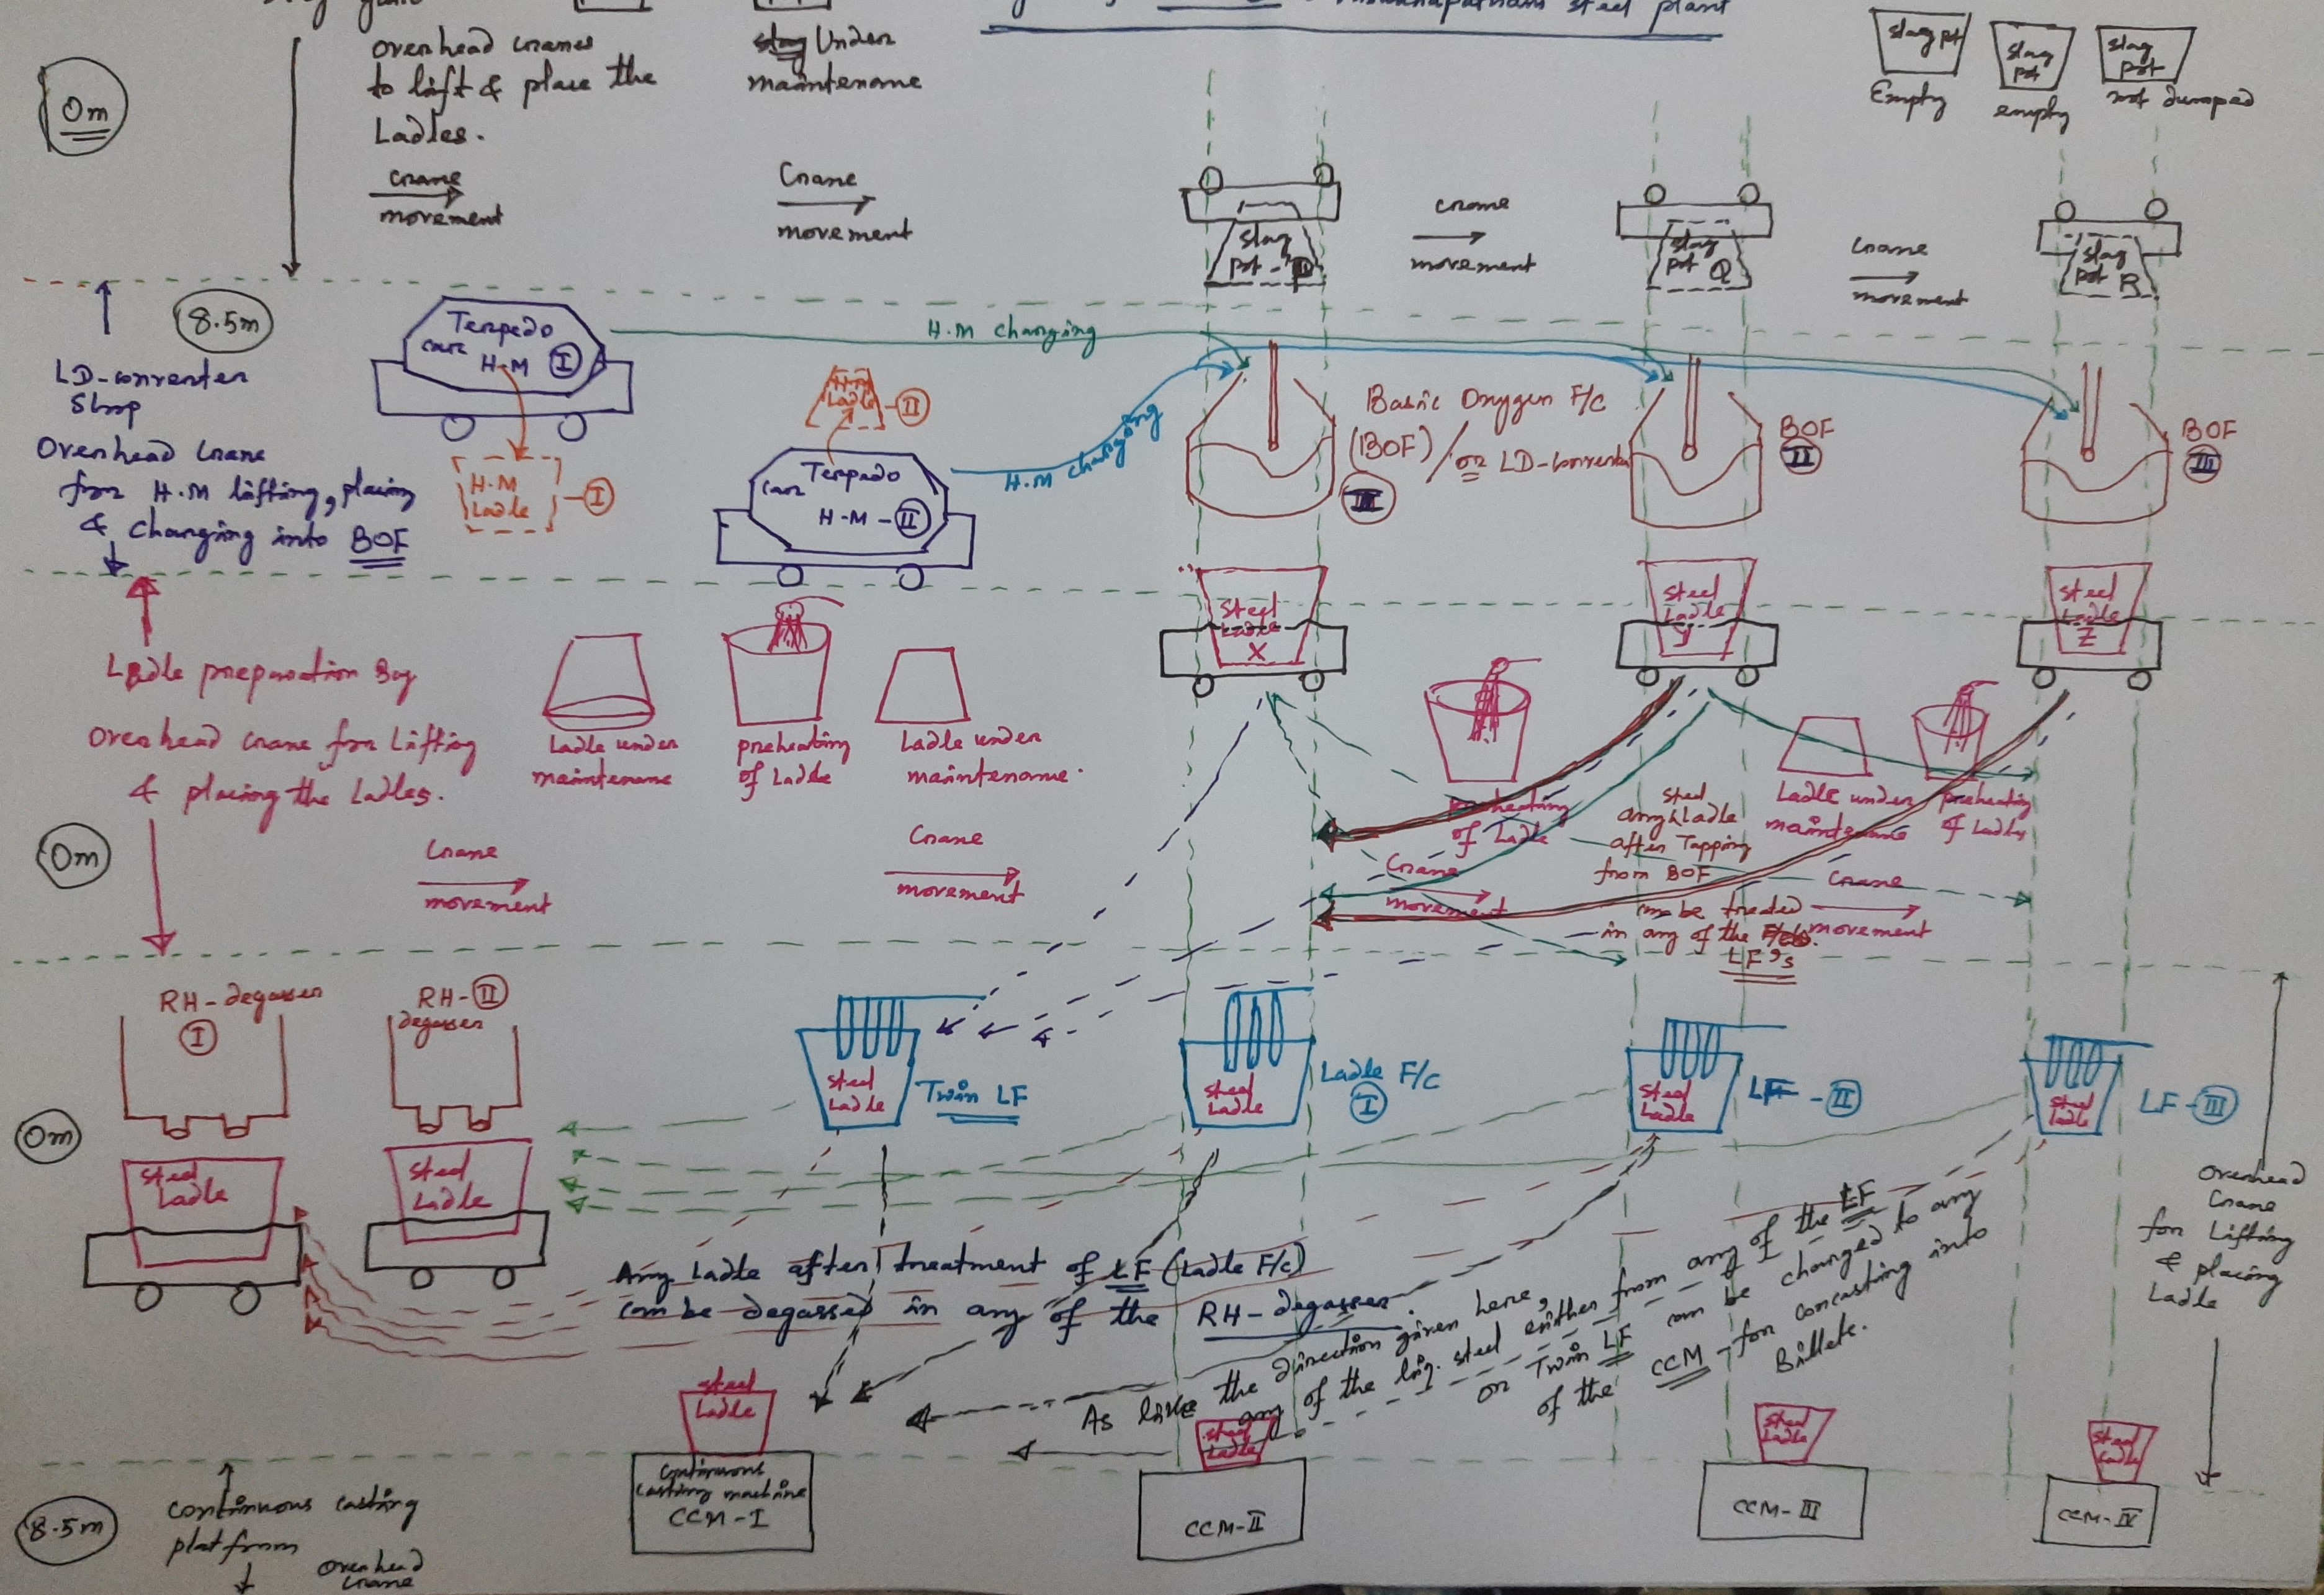 steel plant
Overhead cranes
to lift & place the
Ladles.
Under
maintename
Slag pt
Empty
Slag
pot
empty
Slag
pot
not dumped
0m
crane
movement
Crane
movement
Slag
pot - P
crame
movement
Slag
pot Q
Crane
movement
Slag
pot R
8.5m
LD-converter
Shop
Overhead Crane
for H.M lifting, placing
& charging into BOF
Terpedo
car H-M I
H-M
Ladle - I
H-M
Ladle - II
Terpedo
car
H-M - II
H.M charging
H.M charging
Basic Oxygen F/c
(BOF) / or LD-converter
III
BOF
II
BOF
III
Steel
Ladle
X
Steel
Ladle
Y
Steel
Ladle
Z
Ladle preparation Bay
Overhead crane for Lifting
& placing the Ladles.
0m
Ladle under
maintename
preheating
of Ladle
Ladle under
maintename.
preheating
of Ladle
Ladle under
maintename
preheating
of Ladle
Crane
movement
Crane
movement
Crane
movement
Crane
movement
steel
any Ladle
after Tapping
from BOF
can be treated
in any of the
LF's
RH-degasser
I
RH- II
degasser
0m
Steel
Ladle
Steel
Ladle
Steel
Ladle
Twin LF
Steel
Ladle
Ladle F/c
I
Steel
Ladle
LF - II
Steel
Ladle
LF - III
Overhead
Crane
for Lifting
& placing
Ladle
Any Ladle after treatment of LF (Ladle F/c)
can be degassed in any of the RH-degasser.
As like the direction given here,
any of the liq. steel either from any of the LF
or Twin LF can be charged to any
of the CCM for concasting into
Billets.
Steel
Ladle
Continuous
casting machine
CCM-I
Steel
Ladle
CCM-II
Steel
Ladle
CCM-III
Steel
Ladle
CCM-IV
8.5m
Continuous casting
platfrom
Overhead
Crane